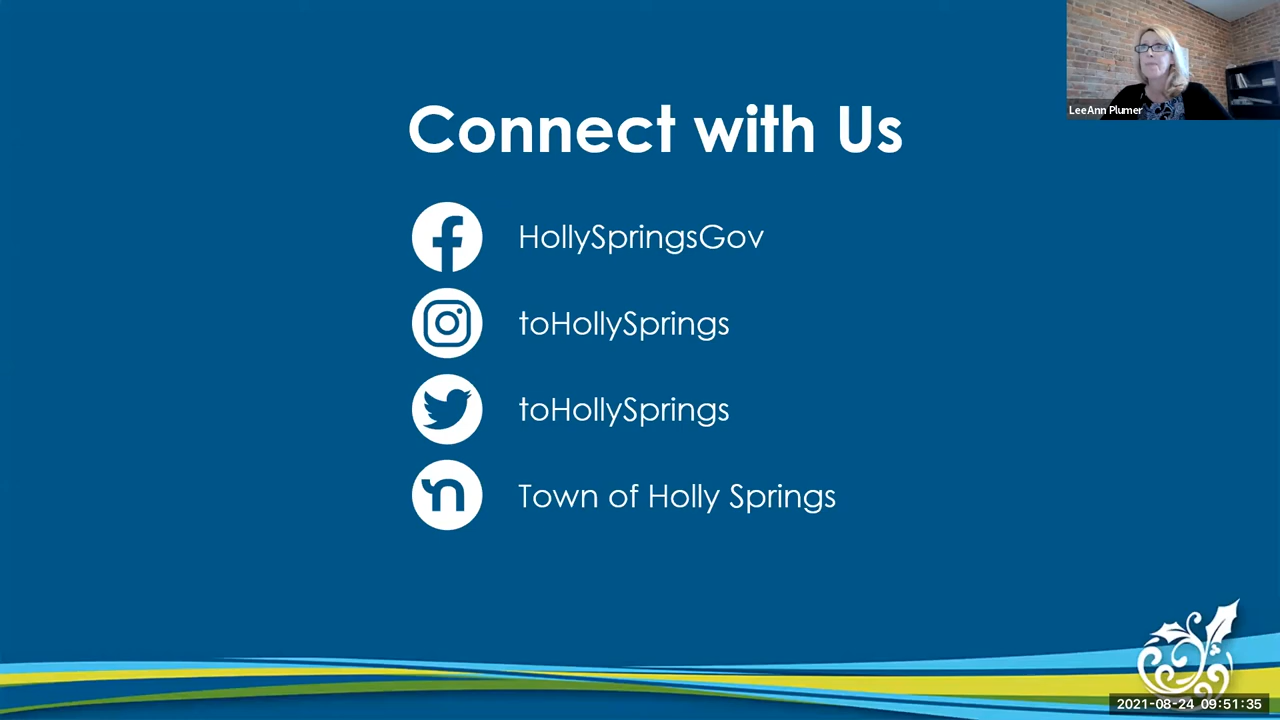 LeeAnn Plumer
Connect with Us
HollySpringsGov
toHollySprings
toHollySprings
Town of Holly Springs
2021-08-24 09:51:35